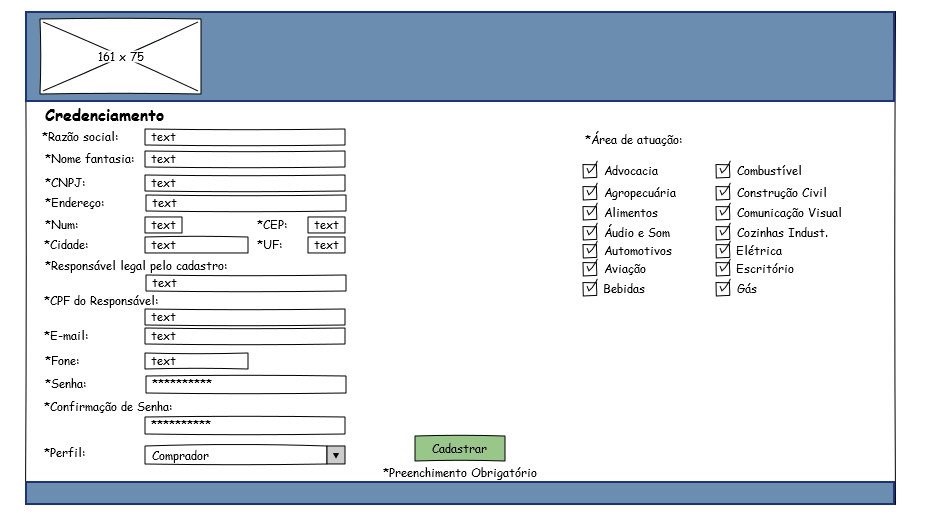 161 x 75
Credenciamento
*Razão social: text
*Nome fantasia: text
*CNPJ: text
*Endereço: text
*Num: text *CEP: text
*Cidade: text *UF: text
*Responsável legal pelo cadastro:
text
*CPF do Responsável:
text
*E-mail: text
*Fone: text
*Senha: **********
*Confirmação de Senha:
**********
*Perfil: Comprador
*Área de atuação:
Advocacia Combustível
Agropecuária Construção Civil
Alimentos Comunicação Visual
Áudio e Som Cozinhas Indust.
Automotivos Elétrica
Aviação Escritório
Bebidas Gás
Cadastrar
*Preenchimento Obrigatório